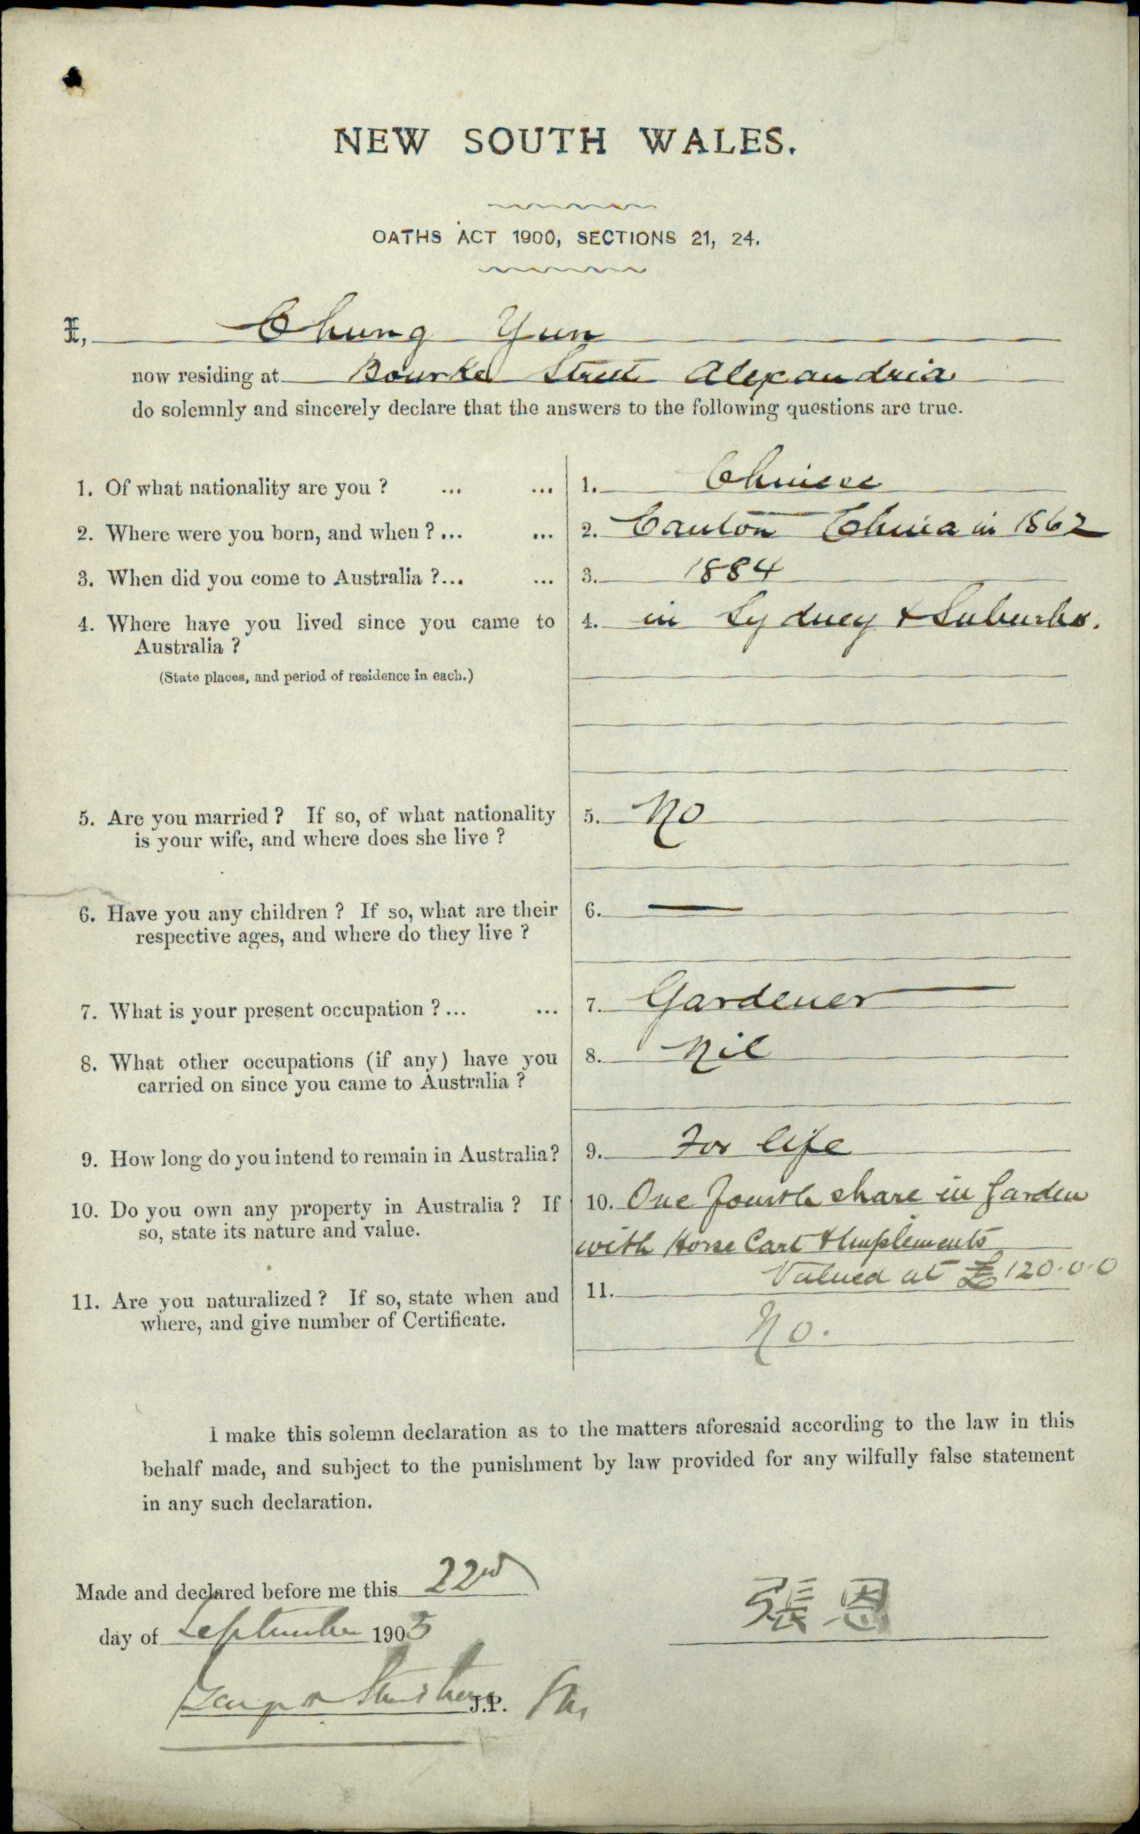 NEW SOUTH WALES.
OATHS ACT 1900, SECTIONS 21, 24.
I, Chung Yun
now residing at Bourke Street Alexandria
do solemnly and sincerely declare that the answers to the following questions are true.
1. Of what nationality are you ? ... ... 1. Chinese
2. Where were you born, and when ? ... ... 2. Canton China in 1862
3. When did you come to Australia ? ... ... 3. 1884
4. Where have you lived since you came to 4. in Sydney & Suburbs.
Australia ?
(State places, and period of residence in each.)
5. Are you married ? If so, of what nationality 5. No
is your wife, and where does she live ?
6. Have you any children ? If so, what are their 6. —
respective ages, and where do they live ?
7. What is your present occupation ? ... ... 7. Gardener
8. What other occupations (if any) have you 8. Nil
carried on since you came to Australia ?
9. How long do you intend to remain in Australia? 9. For life
10. Do you own any property in Australia ? If 10. One fourth share in Garden
so, state its nature and value. with Horse Cart & Implements
Valued at £120.0.0
11. Are you naturalized ? If so, state when and 11.
where, and give number of Certificate. No.
I make this solemn declaration as to the matters aforesaid according to the law in this
behalf made, and subject to the punishment by law provided for any wilfully false statement
in any such declaration.
Made and declared before me this 22nd
張恩
day of September 1903
J.P.